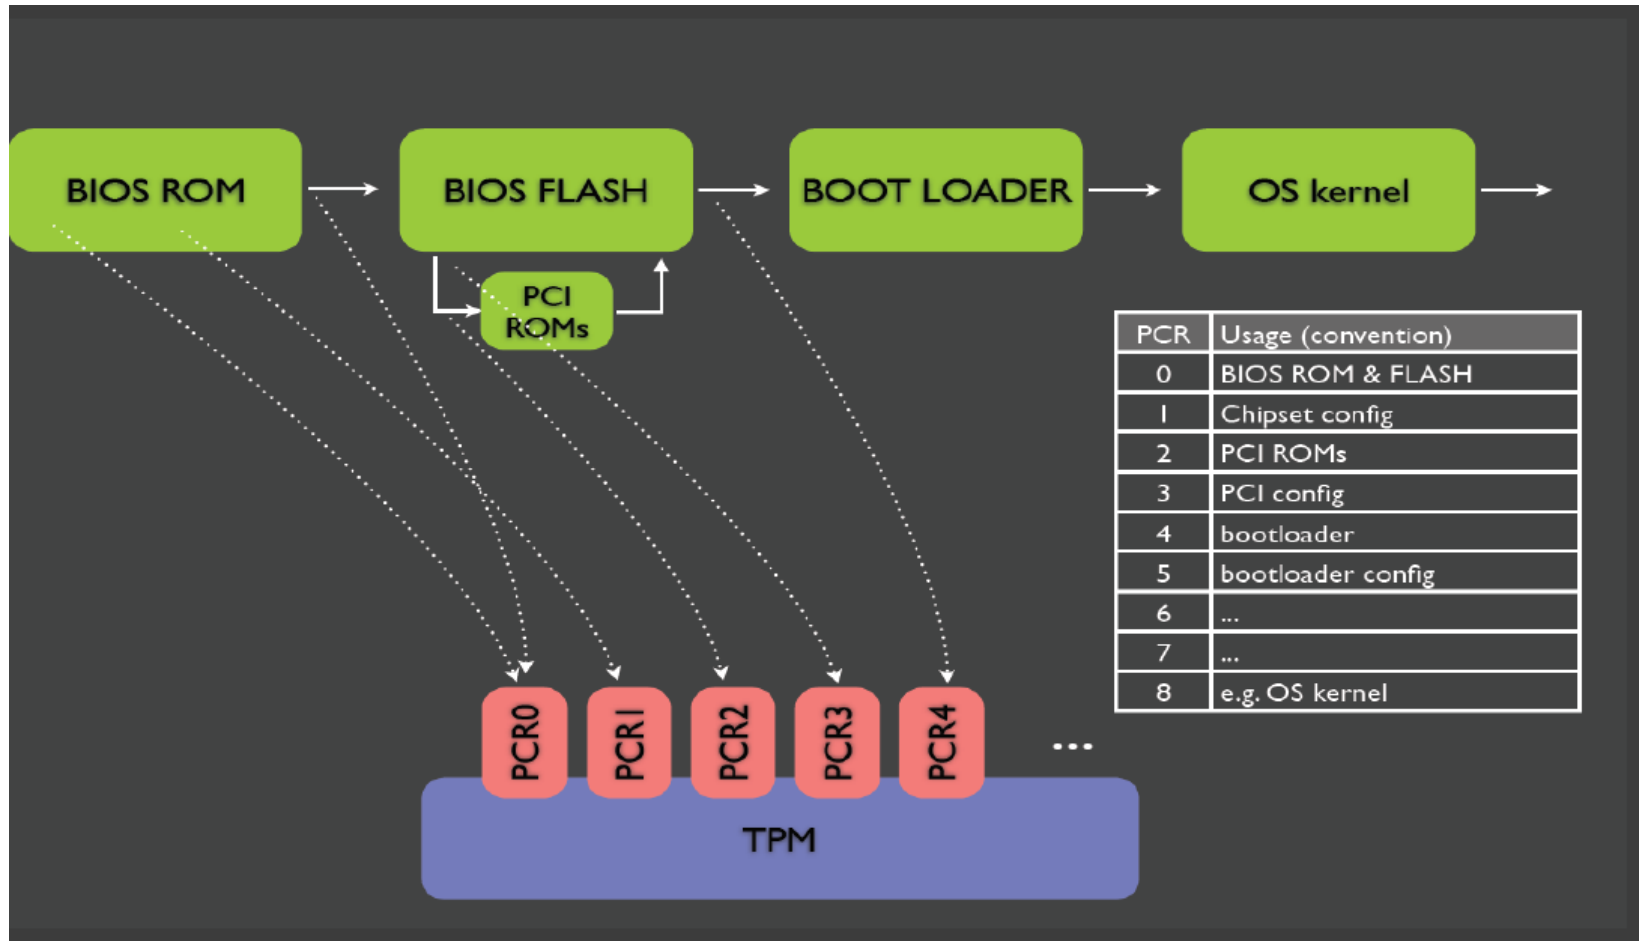 BIOS ROM
BIOS FLASH
BOOT LOADER
OS kernel
PCI
ROMs
PCR Usage (convention)
0 BIOS ROM & FLASH
1 Chipset config
2 PCI ROMs
3 PCI config
4 bootloader
5 bootloader config
6 ...
7 ...
8 e.g. OS kernel
PCR0
PCR1
PCR2
PCR3
PCR4
...
TPM